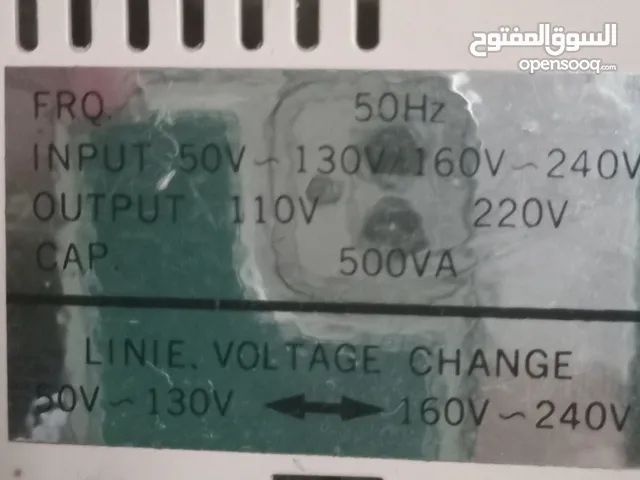 السوق المفتوح
opensooq.com
FRQ. 50Hz
INPUT 50V~130V/160V~240V
OUTPUT 110V 220V
CAP. 500VA
LINIE. VOLTAGE CHANGE
50V~130V ↔ 160V~240V